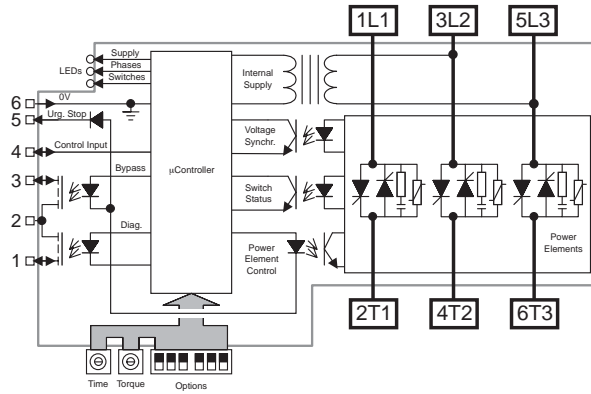 1L1
3L2
5L3
Supply
Phases
Switches
LEDs
Internal
Supply
6
0V
5
Urg. Stop
4
Control Input
Voltage
Synchr.
µController
3
Bypass
Switch
Status
2
Diag.
Power
Element
Control
1
Power
Elements
2T1
4T2
6T3
Time
Torque
Options